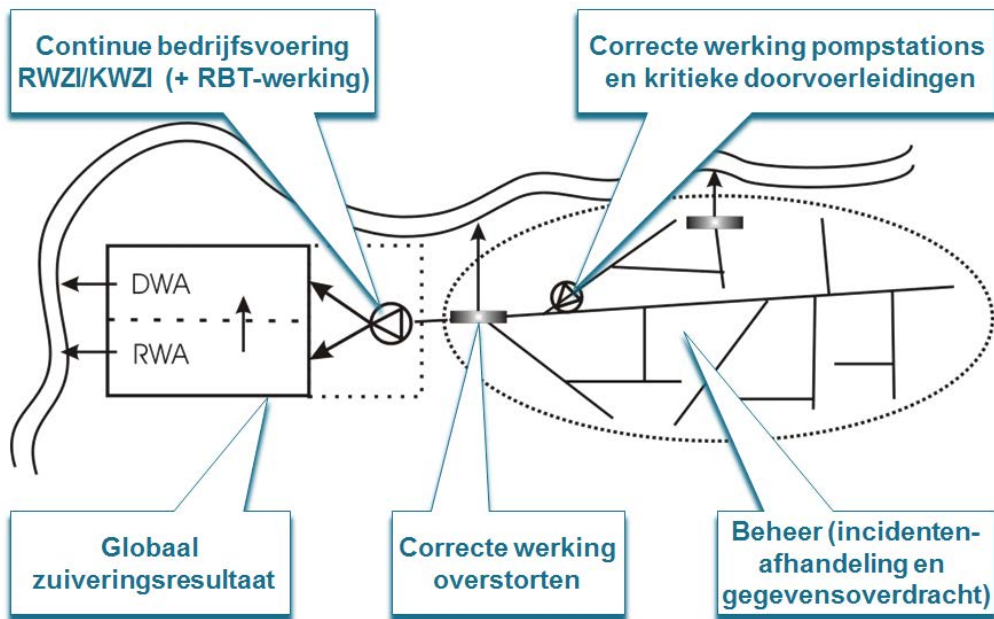 Continue bedrijfsvoering
RWZI/KWZI (+ RBT-werking)
Correcte werking pompstations
en kritieke doorvoerleidingen
DWA
RWA
Globaal
zuiveringsresultaat
Correcte werking
overstorten
Beheer (incidenten-
afhandeling en
gegevensoverdracht)